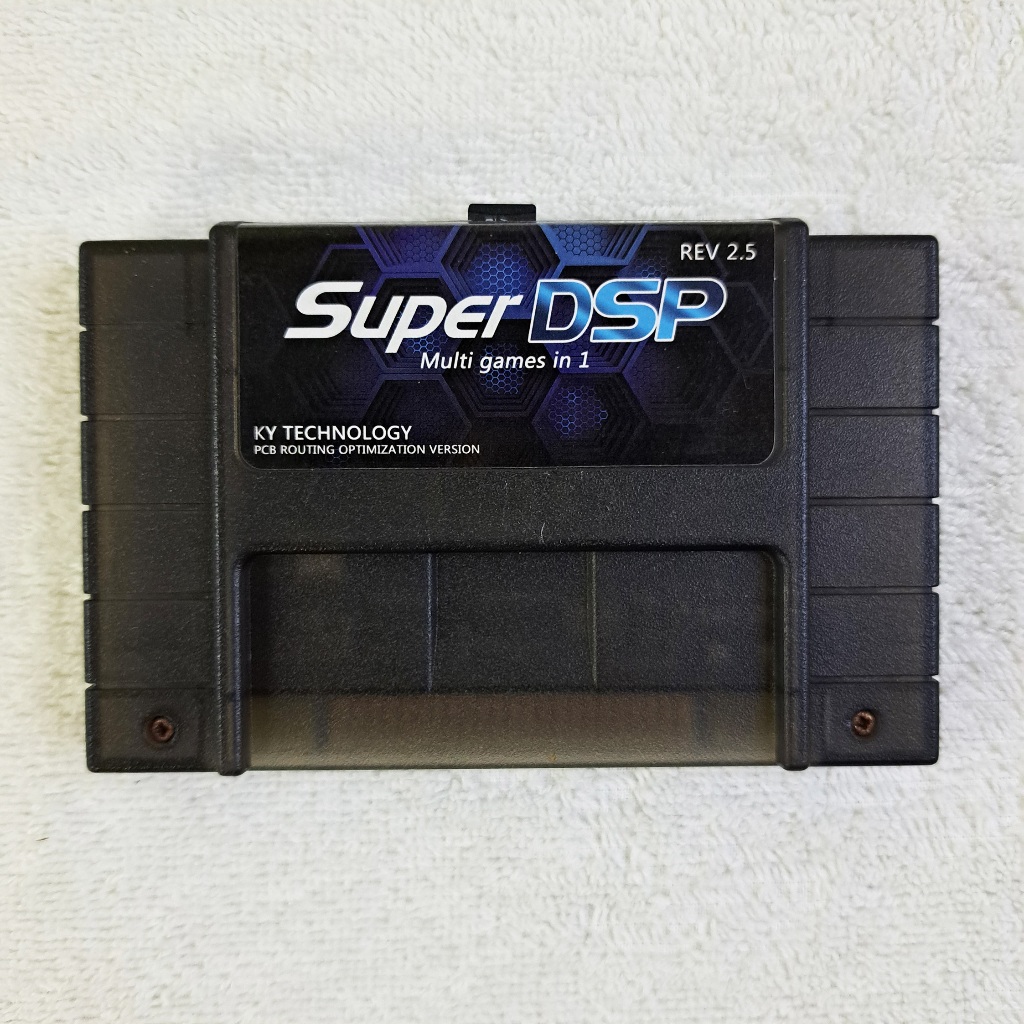 REV 2.5
Super DSP
Multi games in 1
KY TECHNOLOGY
PCB ROUTING OPTIMIZATION VERSION